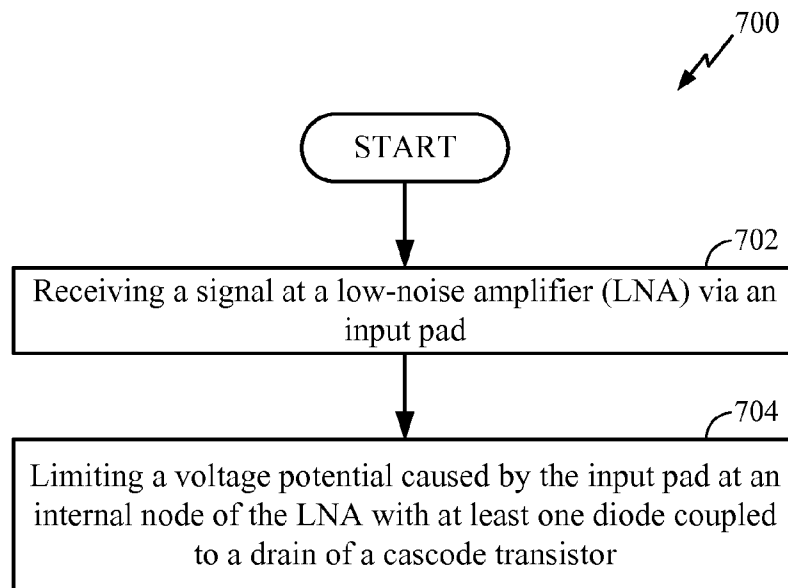 700
START
702
Receiving a signal at a low-noise amplifier (LNA) via an
input pad
704
Limiting a voltage potential caused by the input pad at an
internal node of the LNA with at least one diode coupled
to a drain of a cascode transistor